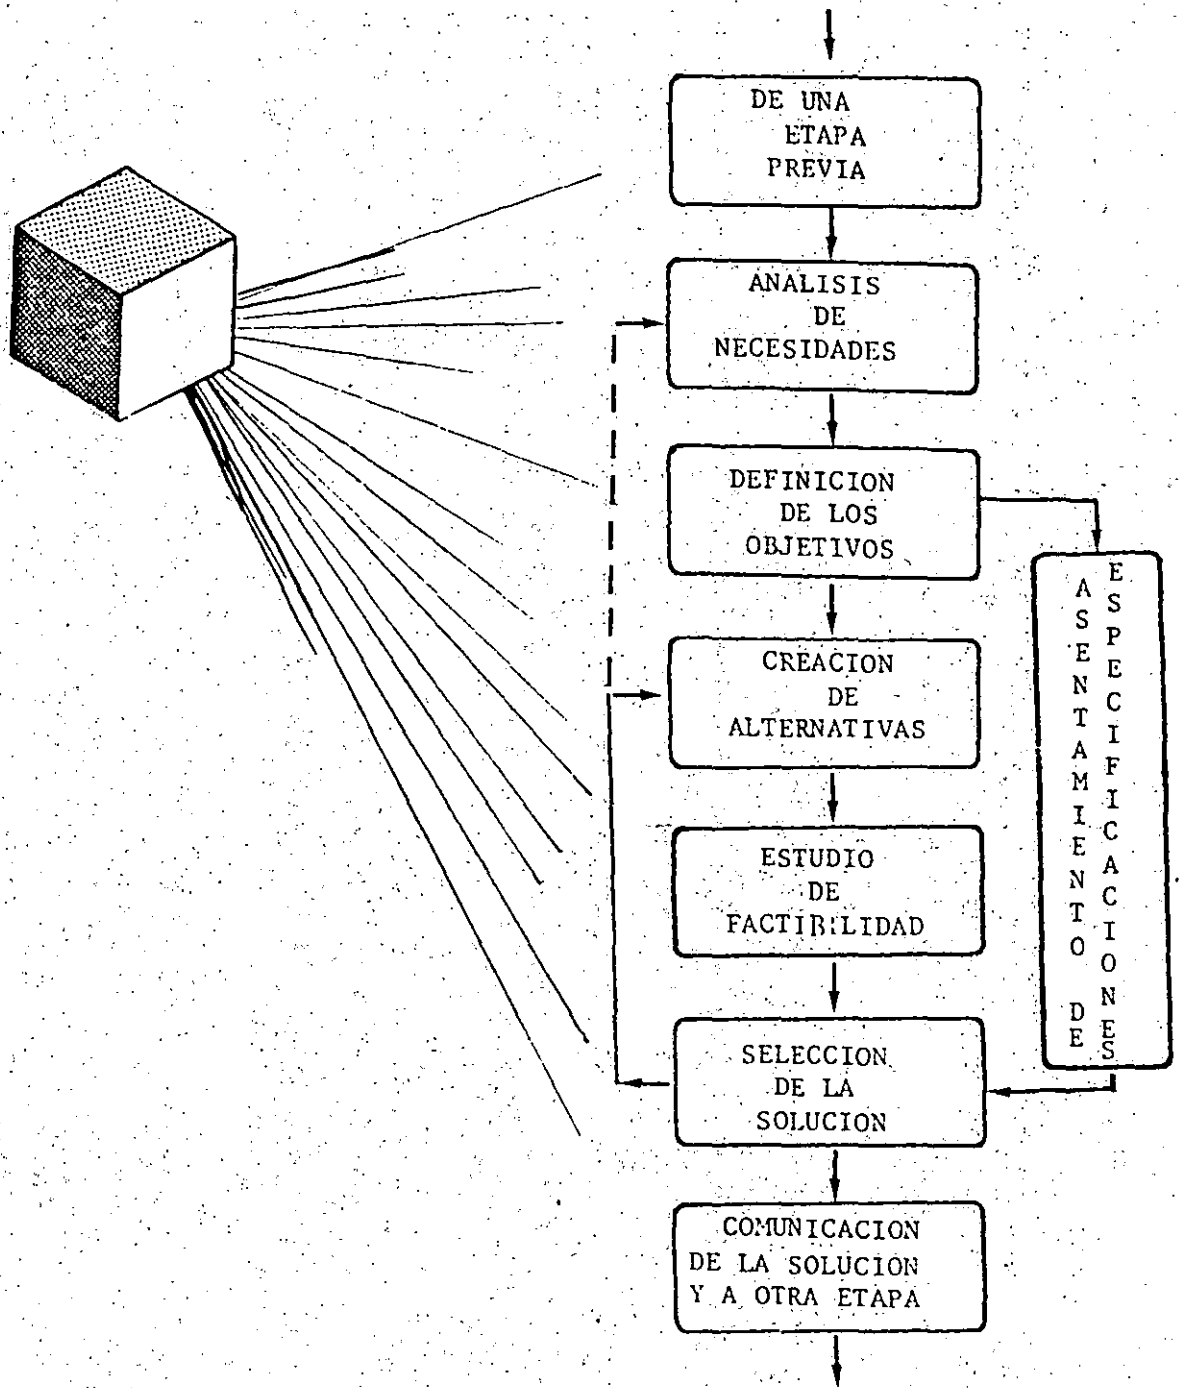 DE UNA
ETAPA
PREVIA
ANALISIS
DE
NECESIDADES
DEFINICION
DE LOS
OBJETIVOS
ASENTAMIENTO DE
ESPECIFICACIONES
CREACION
DE
ALTERNATIVAS
ESTUDIO
DE
FACTIBILIDAD
SELECCION
DE LA
SOLUCION
COMUNICACION
DE LA SOLUCION
Y A OTRA ETAPA